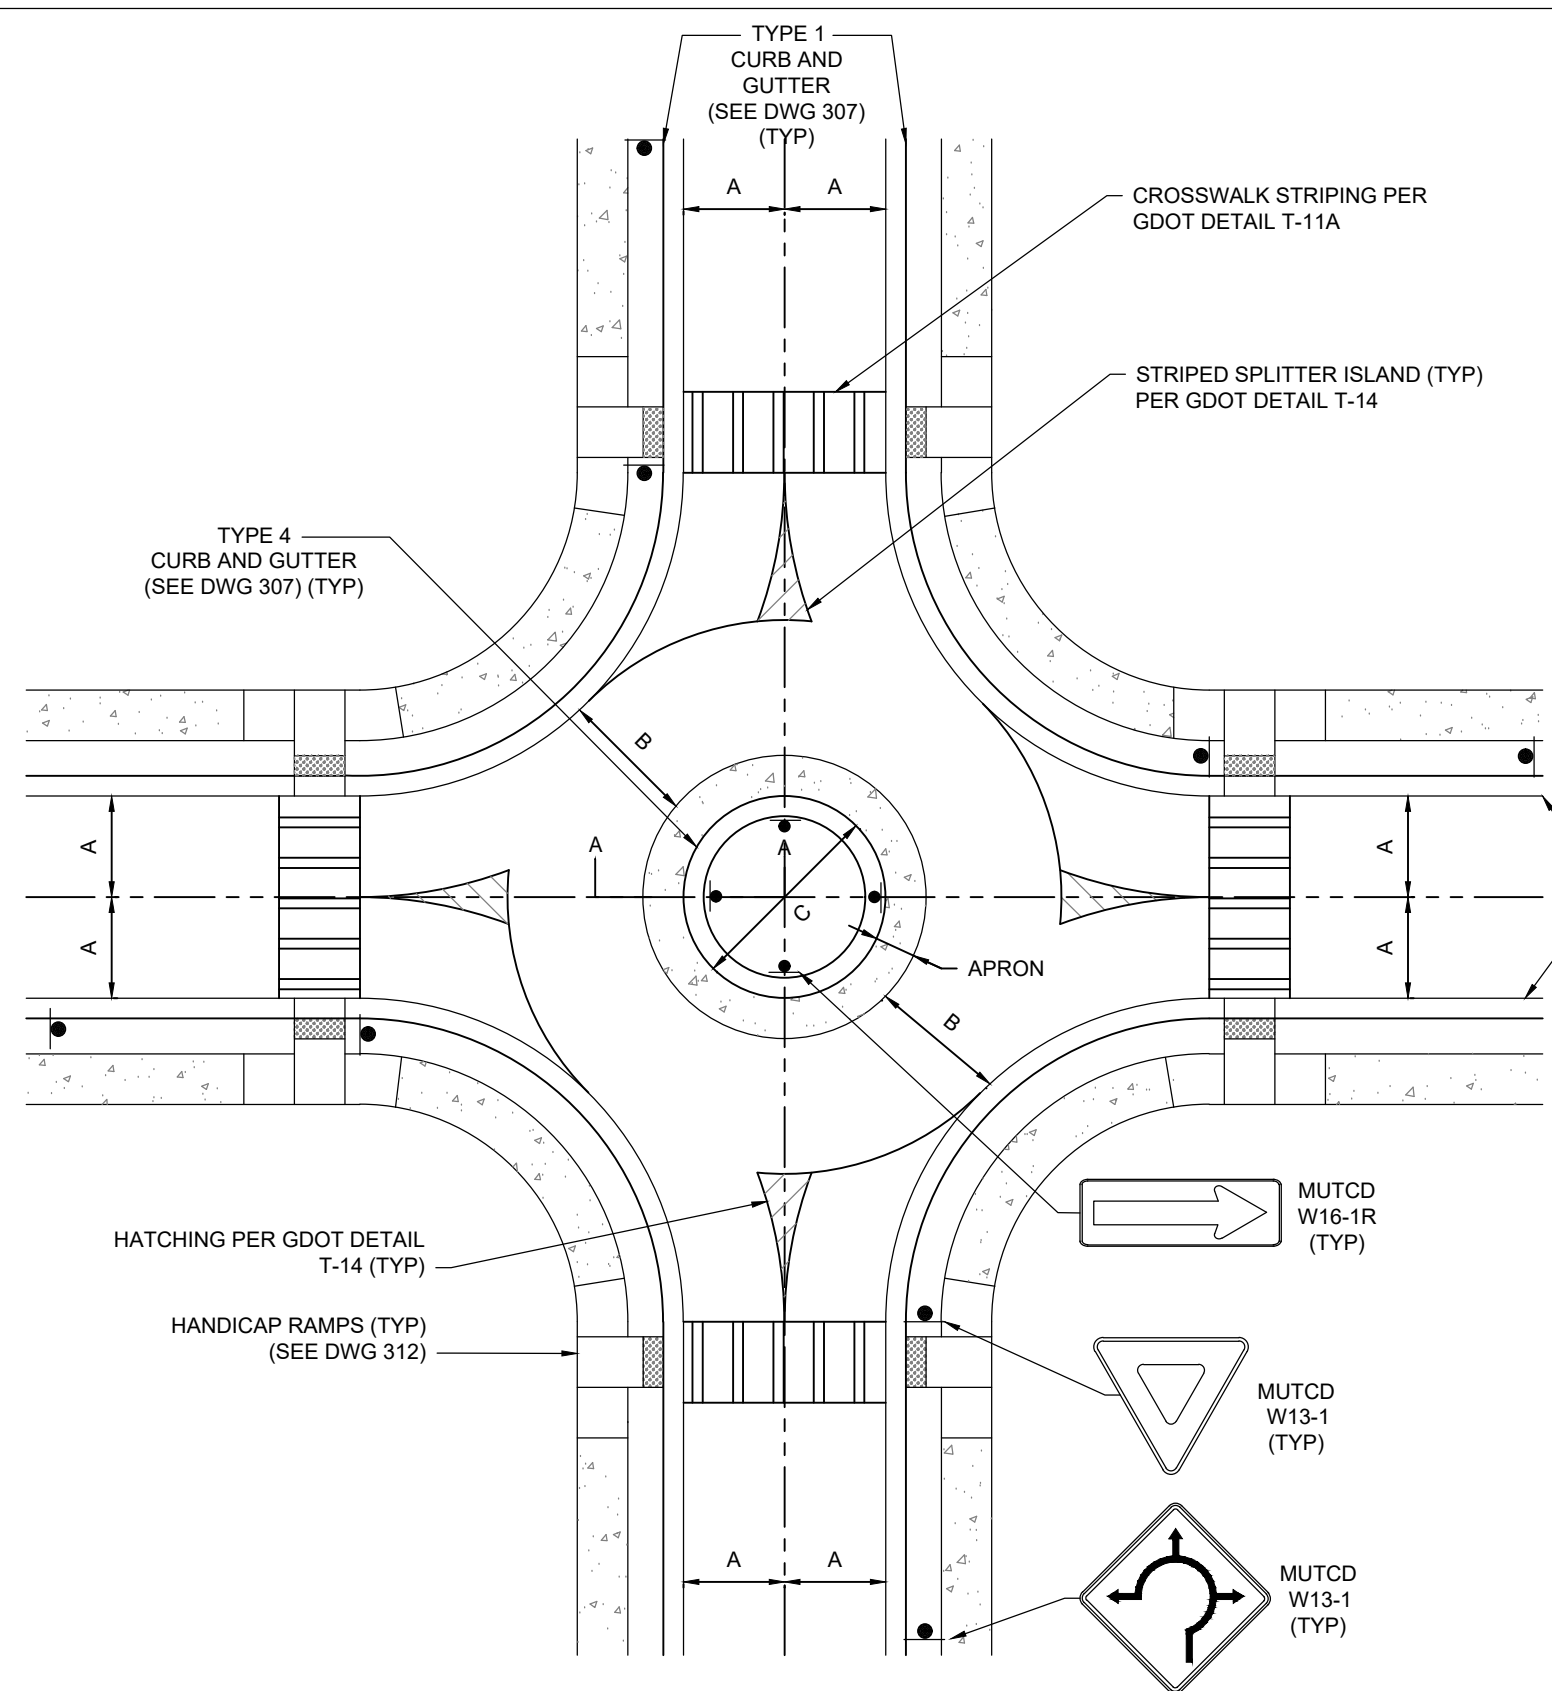 TYPE 1
CURB AND
GUTTER
(SEE DWG 307)
(TYP)
A
A
CROSSWALK STRIPING PER
GDOT DETAIL T-11A
STRIPED SPLITTER ISLAND (TYP)
PER GDOT DETAIL T-14
TYPE 4
CURB AND GUTTER
(SEE DWG 307) (TYP)
B
A
A
A
A
C
A
A
APRON
B
MUTCD
W16-1R
(TYP)
HATCHING PER GDOT DETAIL
T-14 (TYP)
HANDICAP RAMPS (TYP)
(SEE DWG 312)
MUTCD
W13-1
(TYP)
A
A
MUTCD
W13-1
(TYP)